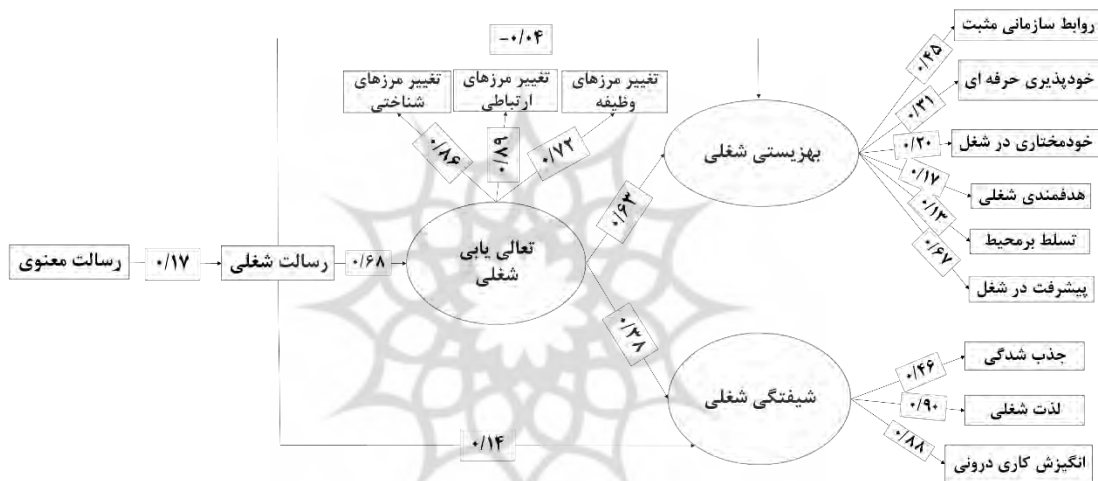 -۰/۰۴
روابط سازمانی مثبت
۰/۴۵
تغییر مرزهای
شناختی
تغییر مرزهای
ارتباطی
تغییر مرزهای
وظیفه
خودپذیری حرفه ای
۰/۳۱
۰/۸۶
۰/۸۹
۰/۷۲
بهزیستی شغلی
خودمختاری در شغل
۰/۲۰
هدفمندی شغلی
۰/۱۷
۰/۶۳
تسلط برمحیط
۰/۱۳
رسالت معنوی
۰/۱۷
رسالت شغلی
۰/۶۸
تعالی یابی
شغلی
پیشرفت در شغل
۰/۶۷
۰/۳۸
جذب شدگی
۰/۴۶
شیفتگی شغلی
لذت شغلی
۰/۹۰
۰/۱۴
انگیزش کاری درونی
۰/۸۸